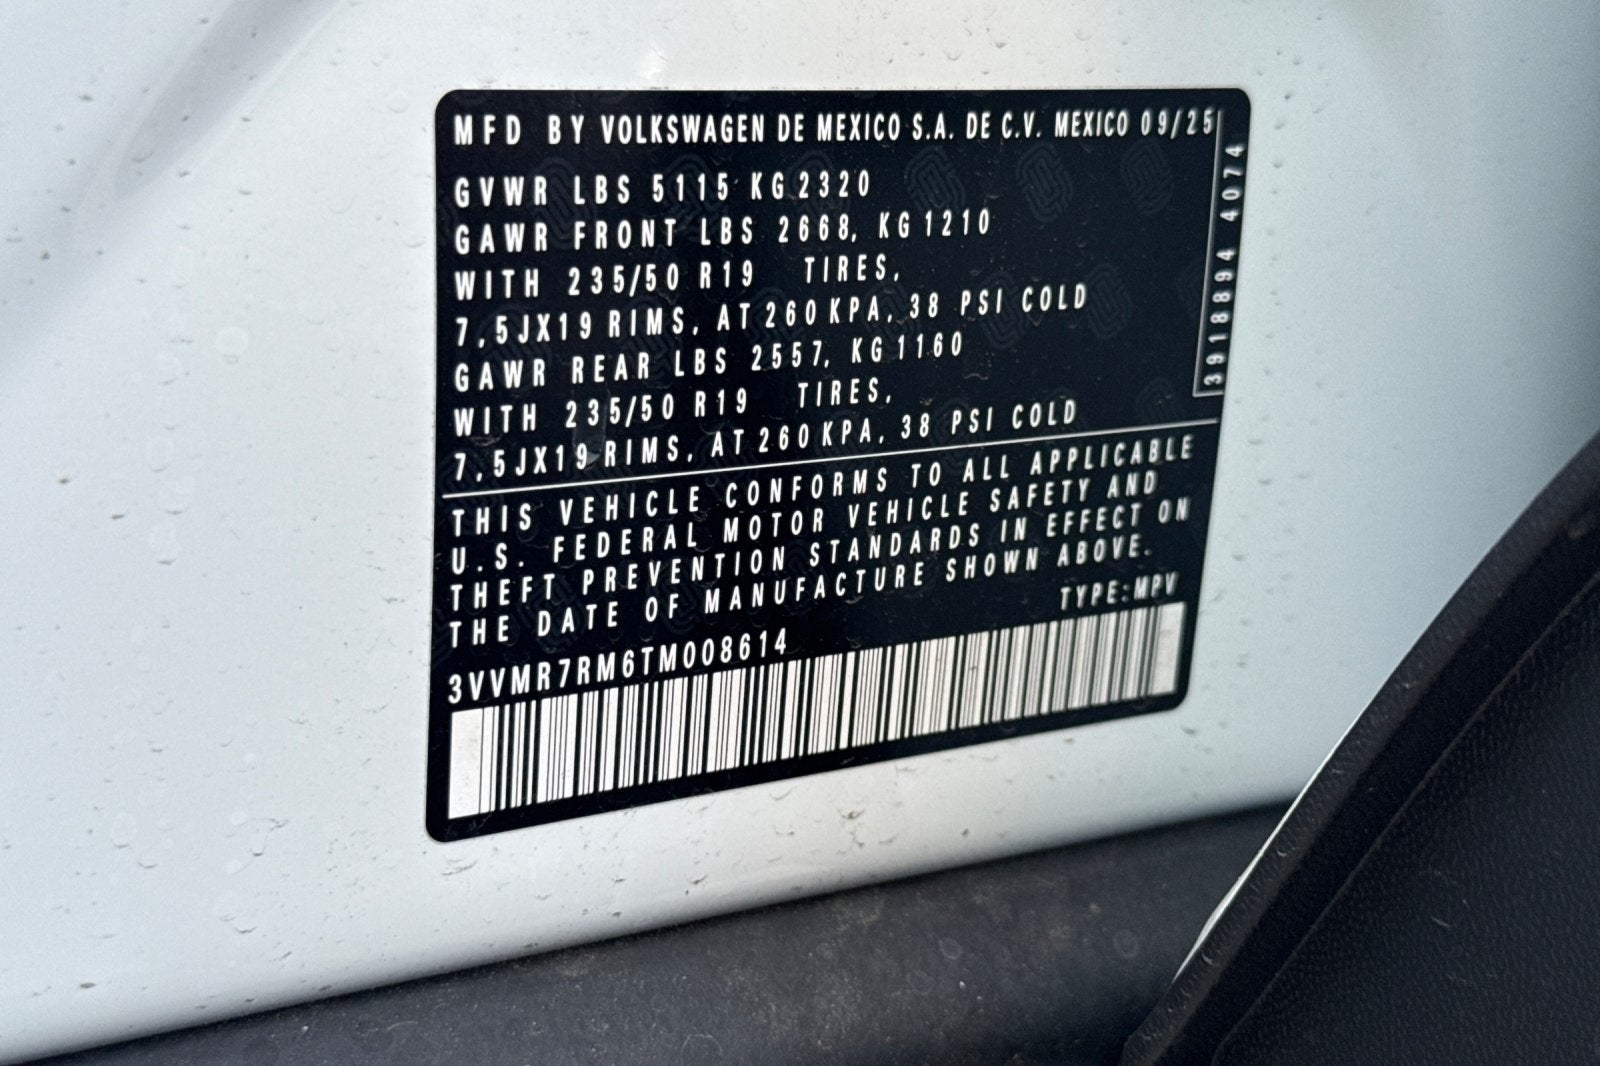 MFD BY VOLKSWAGEN DE MEXICO S.A. DE C.V. MEXICO 09/25
GVWR LBS 5115 KG 2320
GAWR FRONT LBS 2668, KG 1210
WITH 235/50 R19 TIRES,
7,5JX19 RIMS, AT 260 KPA, 38 PSI COLD
GAWR REAR LBS 2557, KG 1160
WITH 235/50 R19 TIRES,
7,5JX19 RIMS, AT 260 KPA, 38 PSI COLD
3918894 4074
THIS VEHICLE CONFORMS TO ALL APPLICABLE
U.S. FEDERAL MOTOR VEHICLE SAFETY AND
THEFT PREVENTION STANDARDS IN EFFECT ON
THE DATE OF MANUFACTURE SHOWN ABOVE.
TYPE:MPV
3VVMR7RM6TM008614